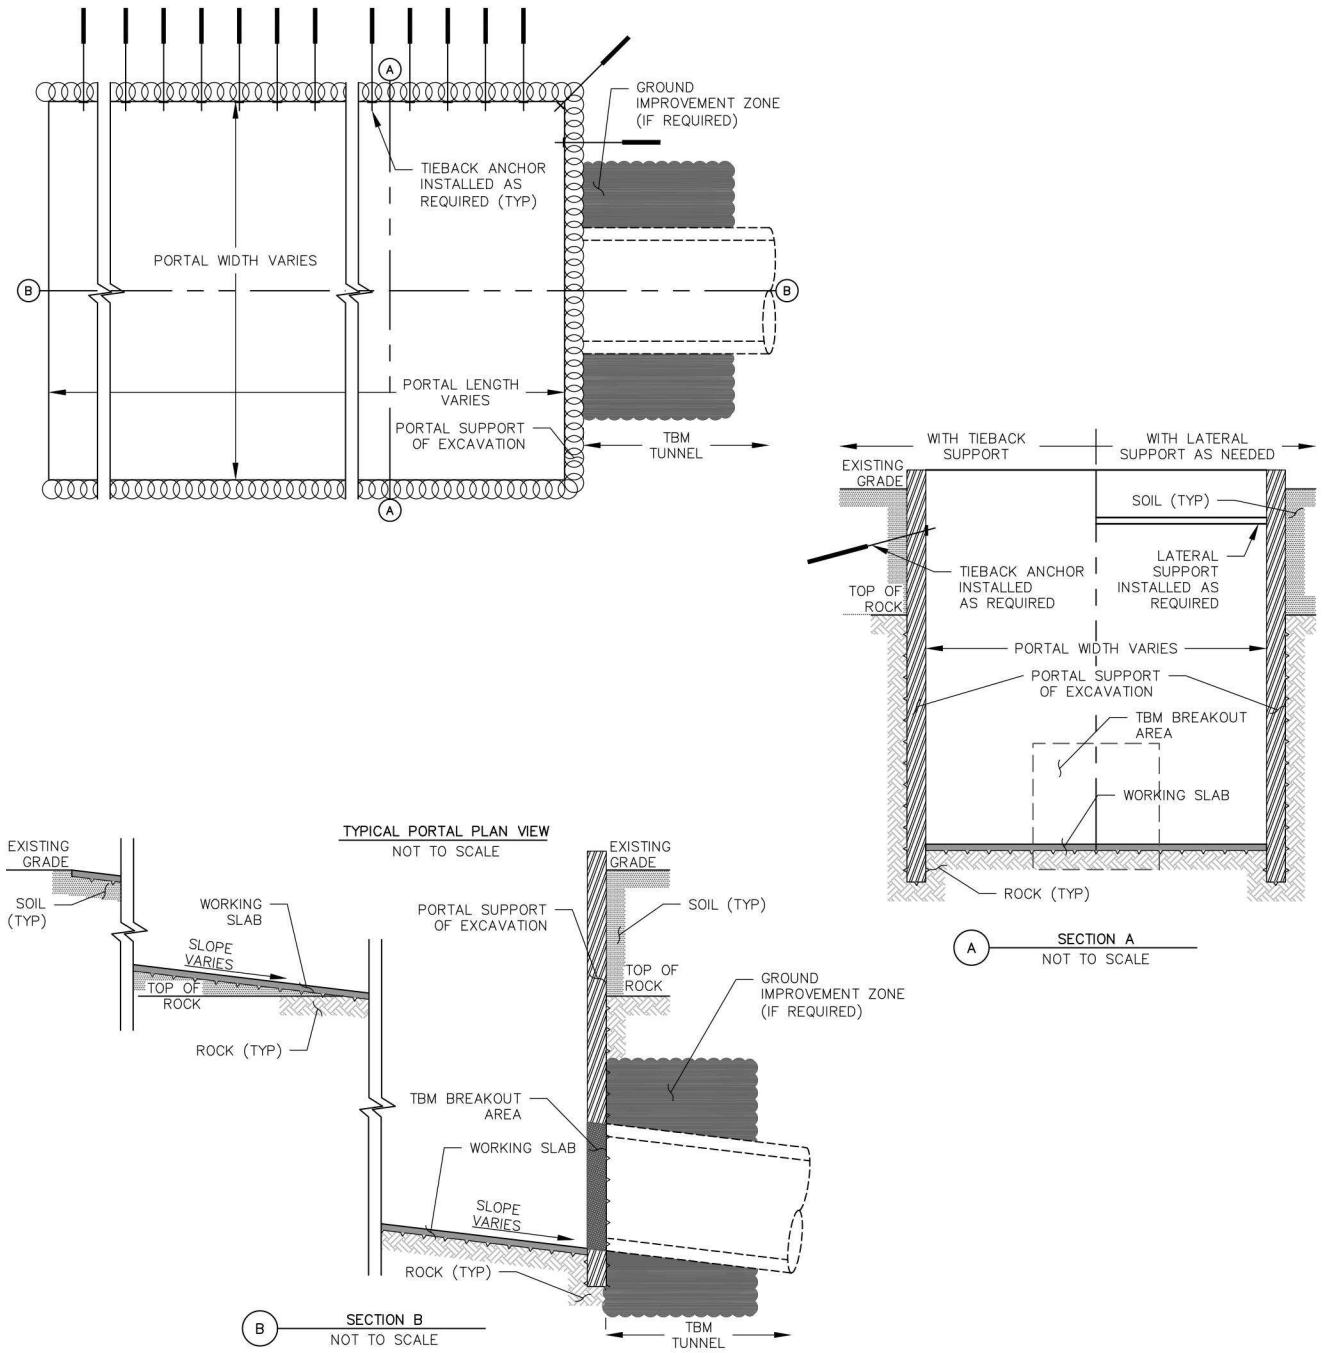 A
GROUND
IMPROVEMENT ZONE
(IF REQUIRED)
TIEBACK ANCHOR
INSTALLED AS
REQUIRED (TYP)
PORTAL WIDTH VARIES
B
B
PORTAL LENGTH
VARIES
PORTAL SUPPORT
OF EXCAVATION
TBM
TUNNEL
A
TYPICAL PORTAL PLAN VIEW
NOT TO SCALE
WITH TIEBACK
SUPPORT
WITH LATERAL
SUPPORT AS NEEDED
EXISTING
GRADE
SOIL (TYP)
TIEBACK ANCHOR
INSTALLED
AS REQUIRED
LATERAL
SUPPORT
INSTALLED AS
REQUIRED
TOP OF
ROCK
PORTAL WIDTH VARIES
PORTAL SUPPORT
OF EXCAVATION
TBM BREAKOUT
AREA
WORKING SLAB
ROCK (TYP)
A
SECTION A
NOT TO SCALE
EXISTING
GRADE
SOIL
(TYP)
WORKING
SLAB
SLOPE
VARIES
TOP OF
ROCK
ROCK (TYP)
PORTAL SUPPORT
OF EXCAVATION
EXISTING
GRADE
SOIL (TYP)
TOP OF
ROCK
GROUND
IMPROVEMENT ZONE
(IF REQUIRED)
TBM BREAKOUT
AREA
WORKING SLAB
SLOPE
VARIES
ROCK (TYP)
TBM
TUNNEL
B
SECTION B
NOT TO SCALE